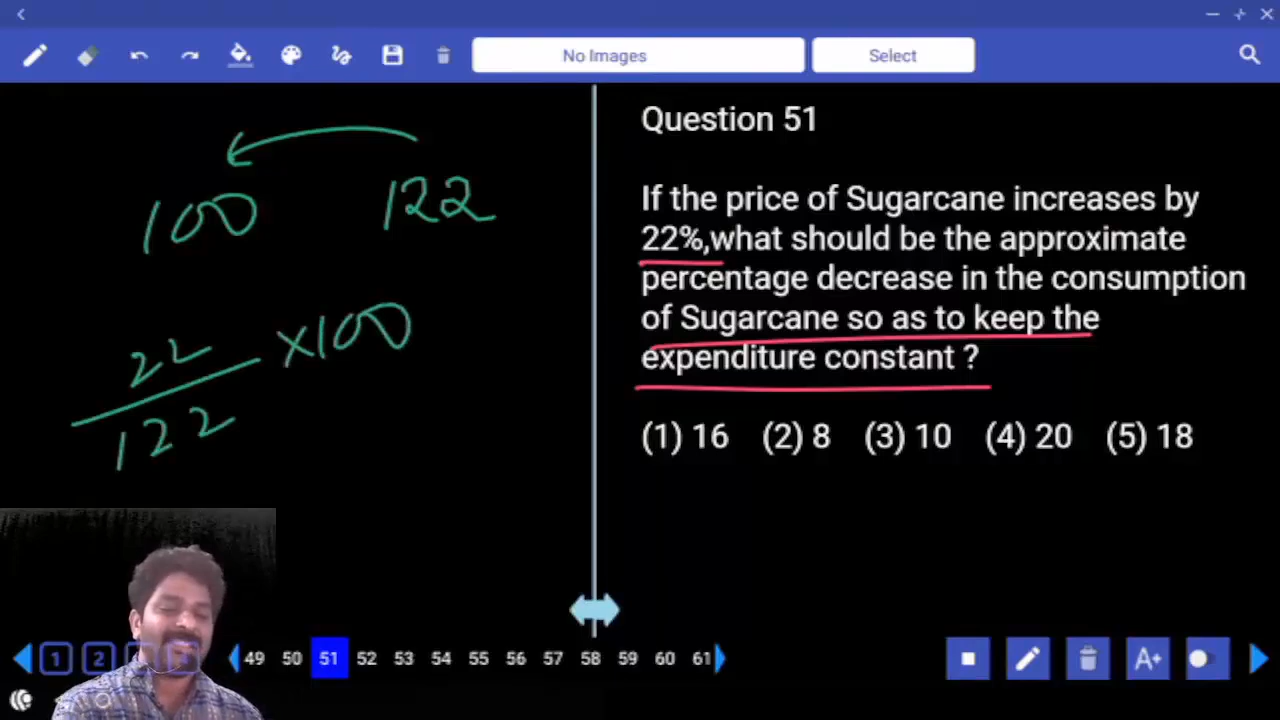 No Images
Select
100 122
22
×100
122
Question 51
If the price of Sugarcane increases by
22%,what should be the approximate
percentage decrease in the consumption
of Sugarcane so as to keep the
expenditure constant ?
(1) 16 (2) 8 (3) 10 (4) 20 (5) 18
1 2
49 50 51 52 53 54 55 56 57 58 59 60 61
A+